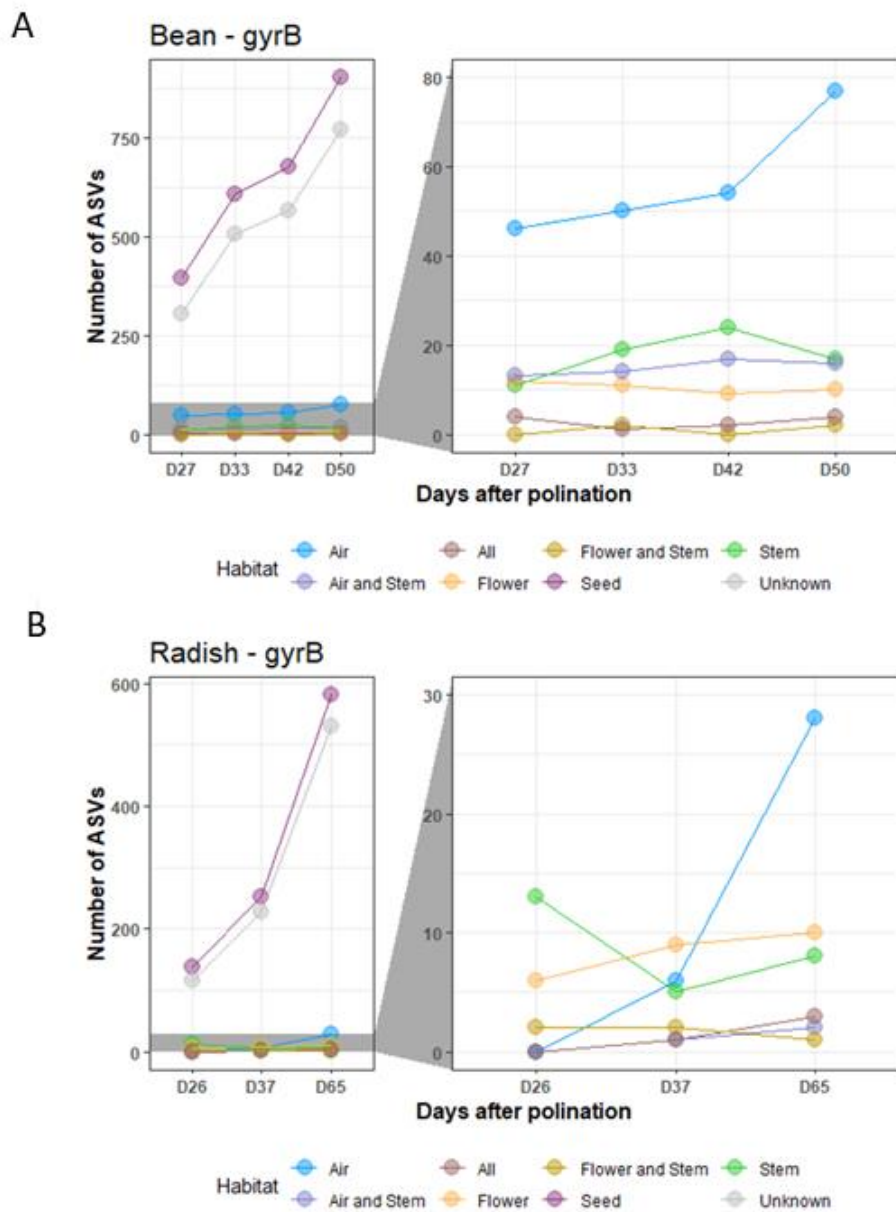 A
Bean - gyrB
Number of ASVs
750
500
250
0
D27 D33 D42 D50
80
60
40
20
0
D27 D33 D42 D50
Days after polination
Habitat
Air All Flower and Stem Stem
Air and Stem Flower Seed Unknown
B
Radish - gyrB
Number of ASVs
600
400
200
0
D26 D37 D65
30
20
10
0
D26 D37 D65
Days after polination
Habitat
Air All Flower and Stem Stem
Air and Stem Flower Seed Unknown